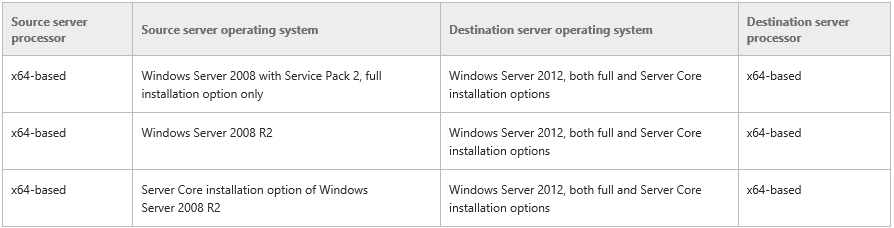 Source server processor
Source server operating system
Destination server operating system
Destination server processor
x64-based
Windows Server 2008 with Service Pack 2, full
installation option only
Windows Server 2012, both full and Server Core
installation options
x64-based
x64-based
Windows Server 2008 R2
Windows Server 2012, both full and Server Core
installation options
x64-based
x64-based
Server Core installation option of Windows
Server 2008 R2
Windows Server 2012, both full and Server Core
installation options
x64-based